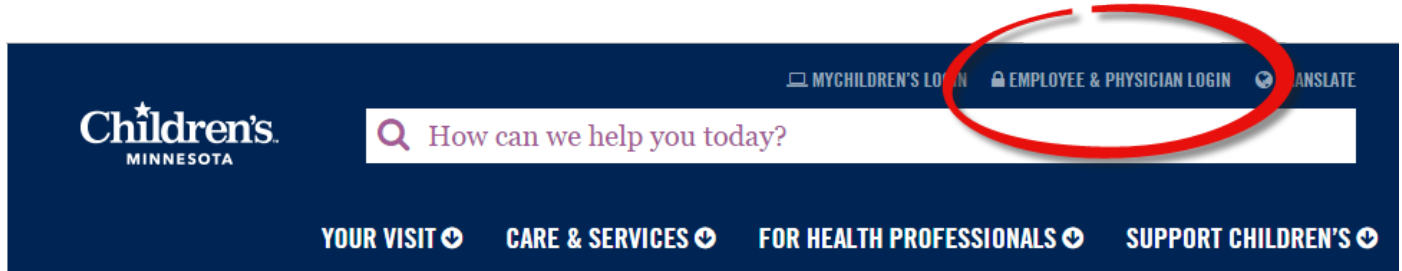 MYCHILDREN'S LOGIN EMPLOYEE & PHYSICIAN LOGIN TRANSLATE
Children's.
MINNESOTA
How can we help you today?
YOUR VISIT CARE & SERVICES FOR HEALTH PROFESSIONALS SUPPORT CHILDREN'S